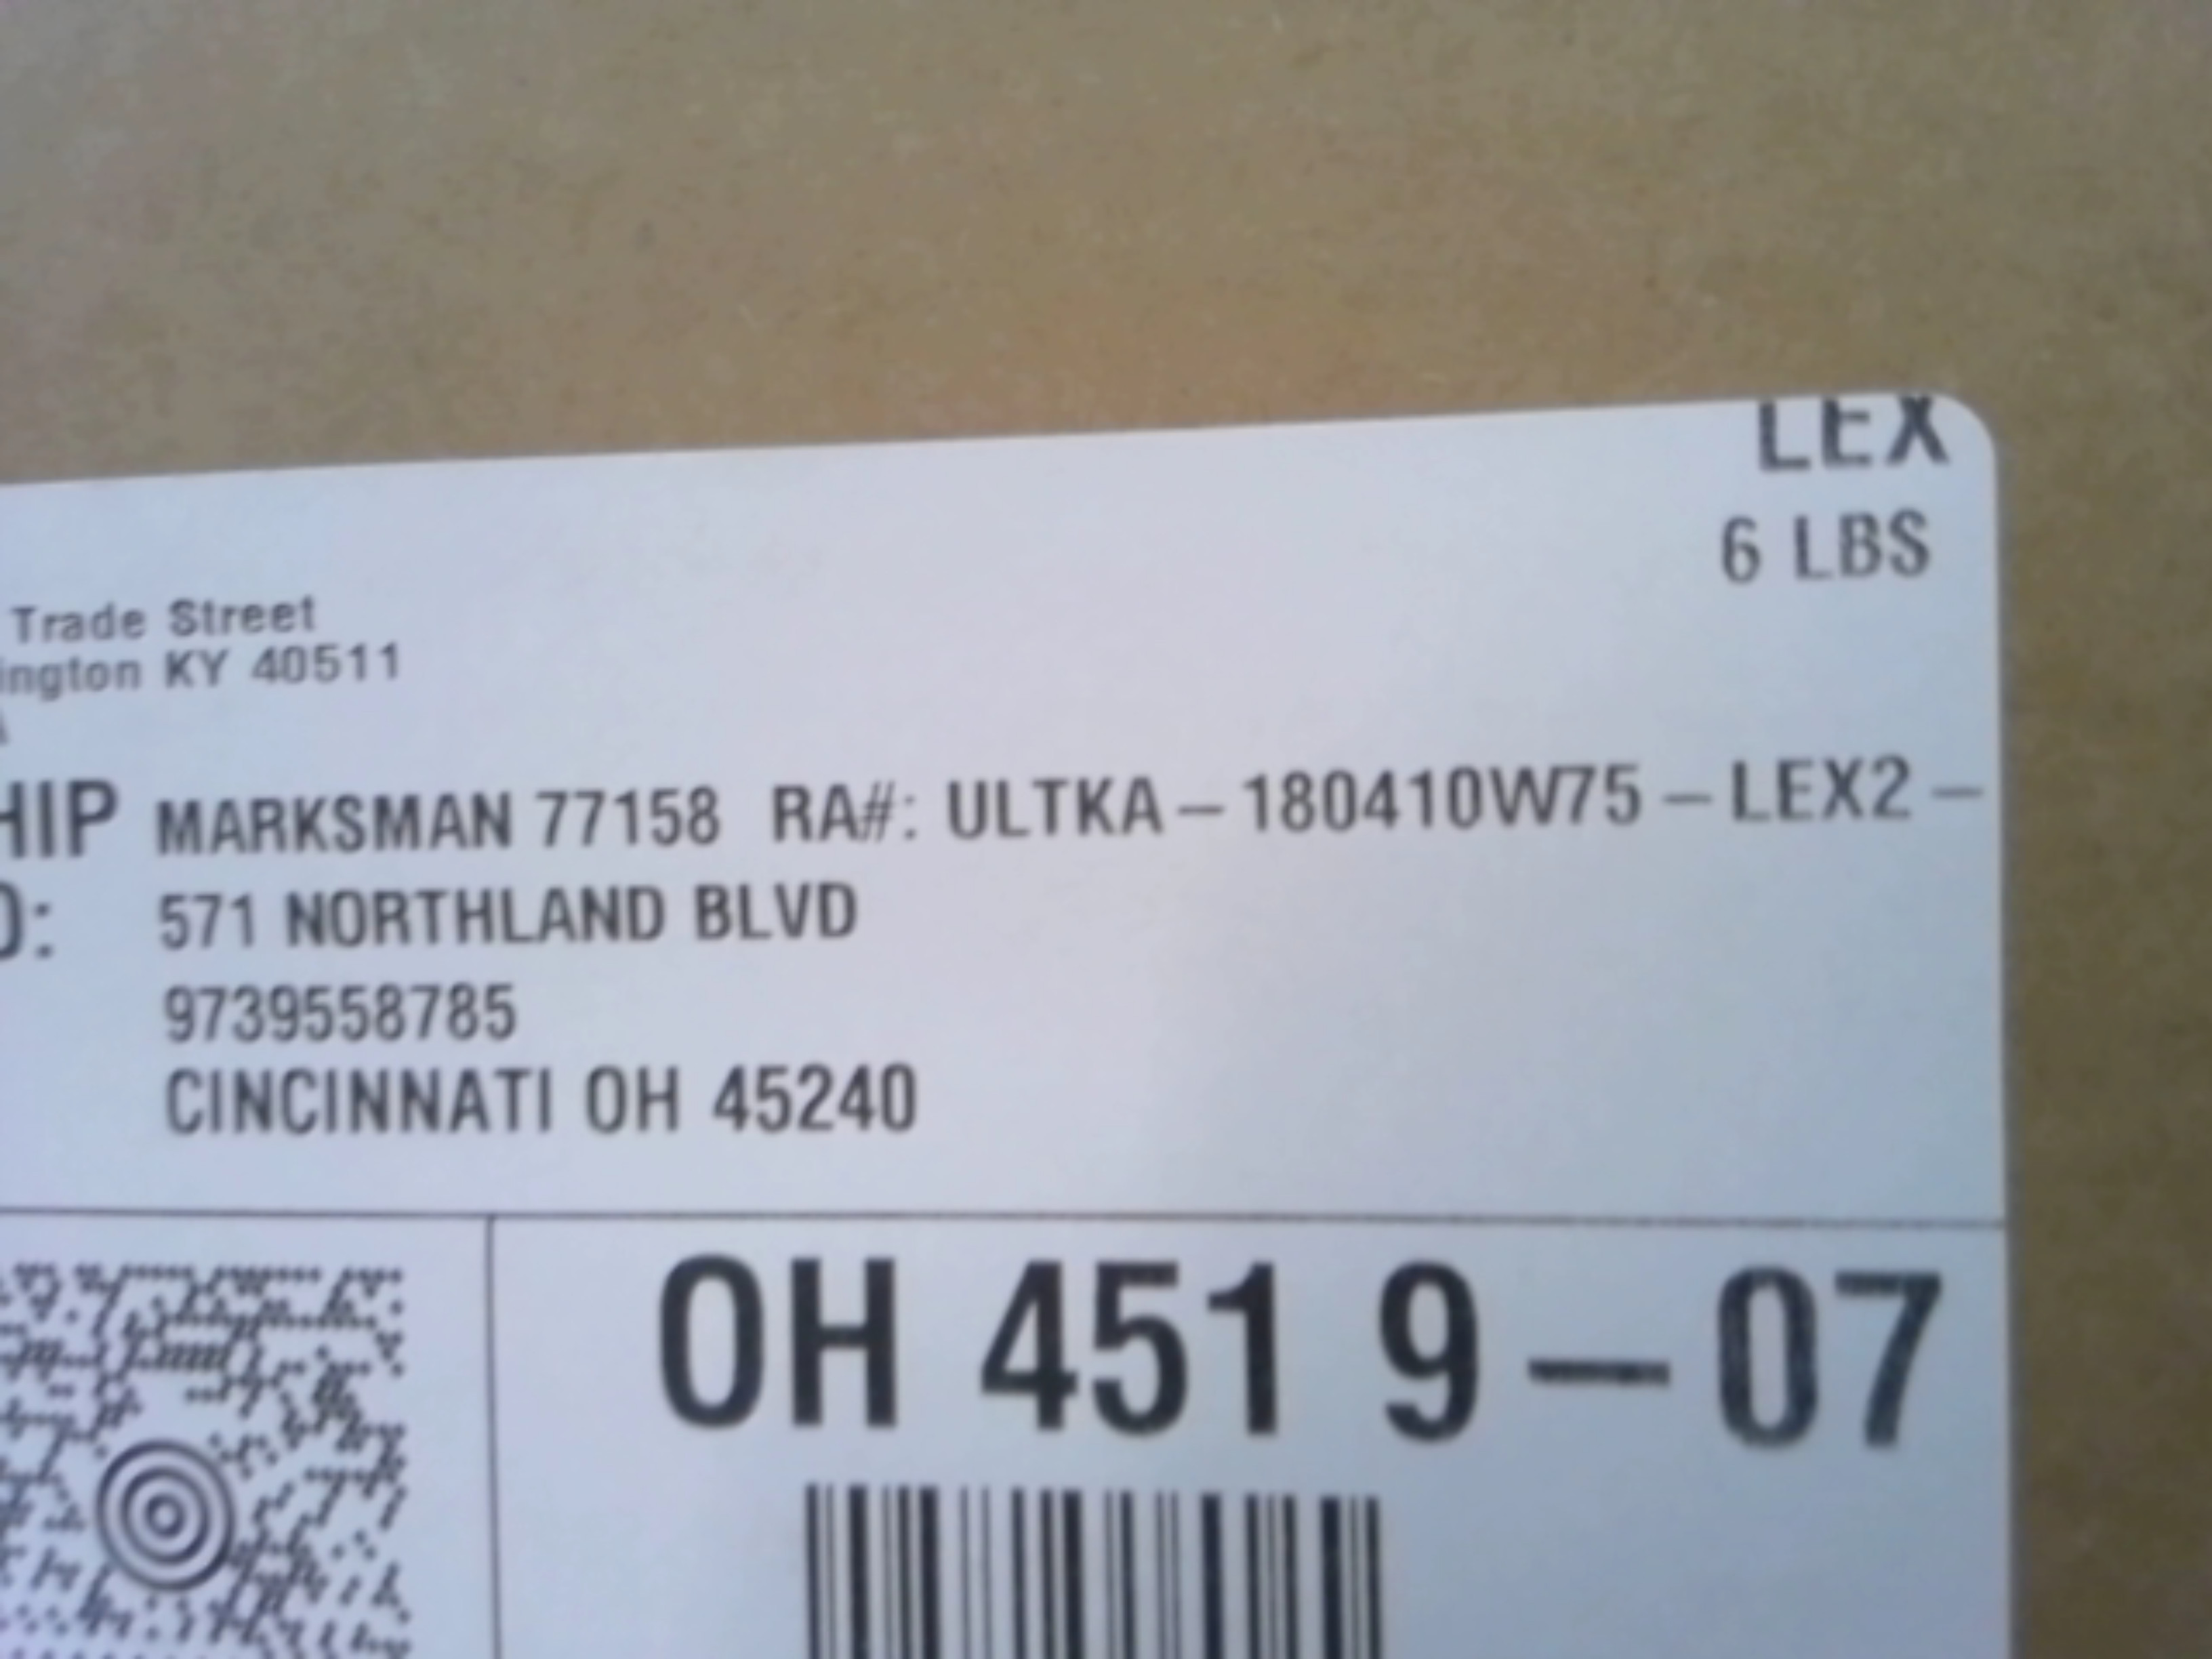 LEX
6 LBS
Trade Street
ington KY 40511
HIP MARKSMAN 77158 RA#: ULTKA-180410W75-LEX2-
O: 571 NORTHLAND BLVD
9739558785
CINCINNATI OH 45240
OH 451 9-07